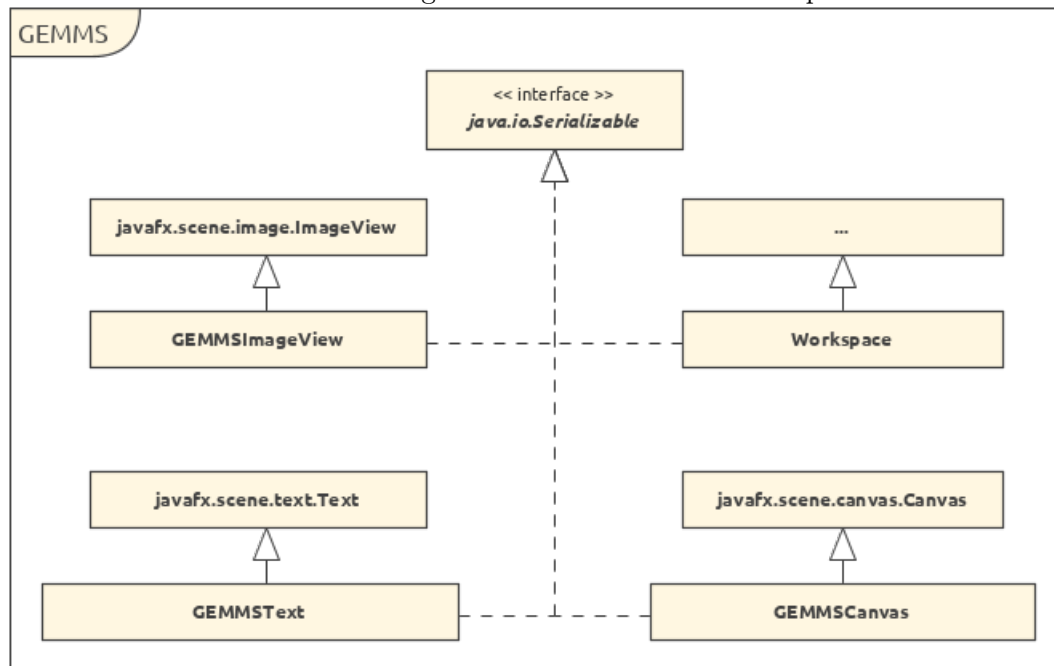 GEMMS
<< interface >>
java.io.Serializable
javafx.scene.image.ImageView
...
GEMMSImageView
Workspace
javafx.scene.text.Text
javafx.scene.canvas.Canvas
GEMMSText
GEMMSCanvas